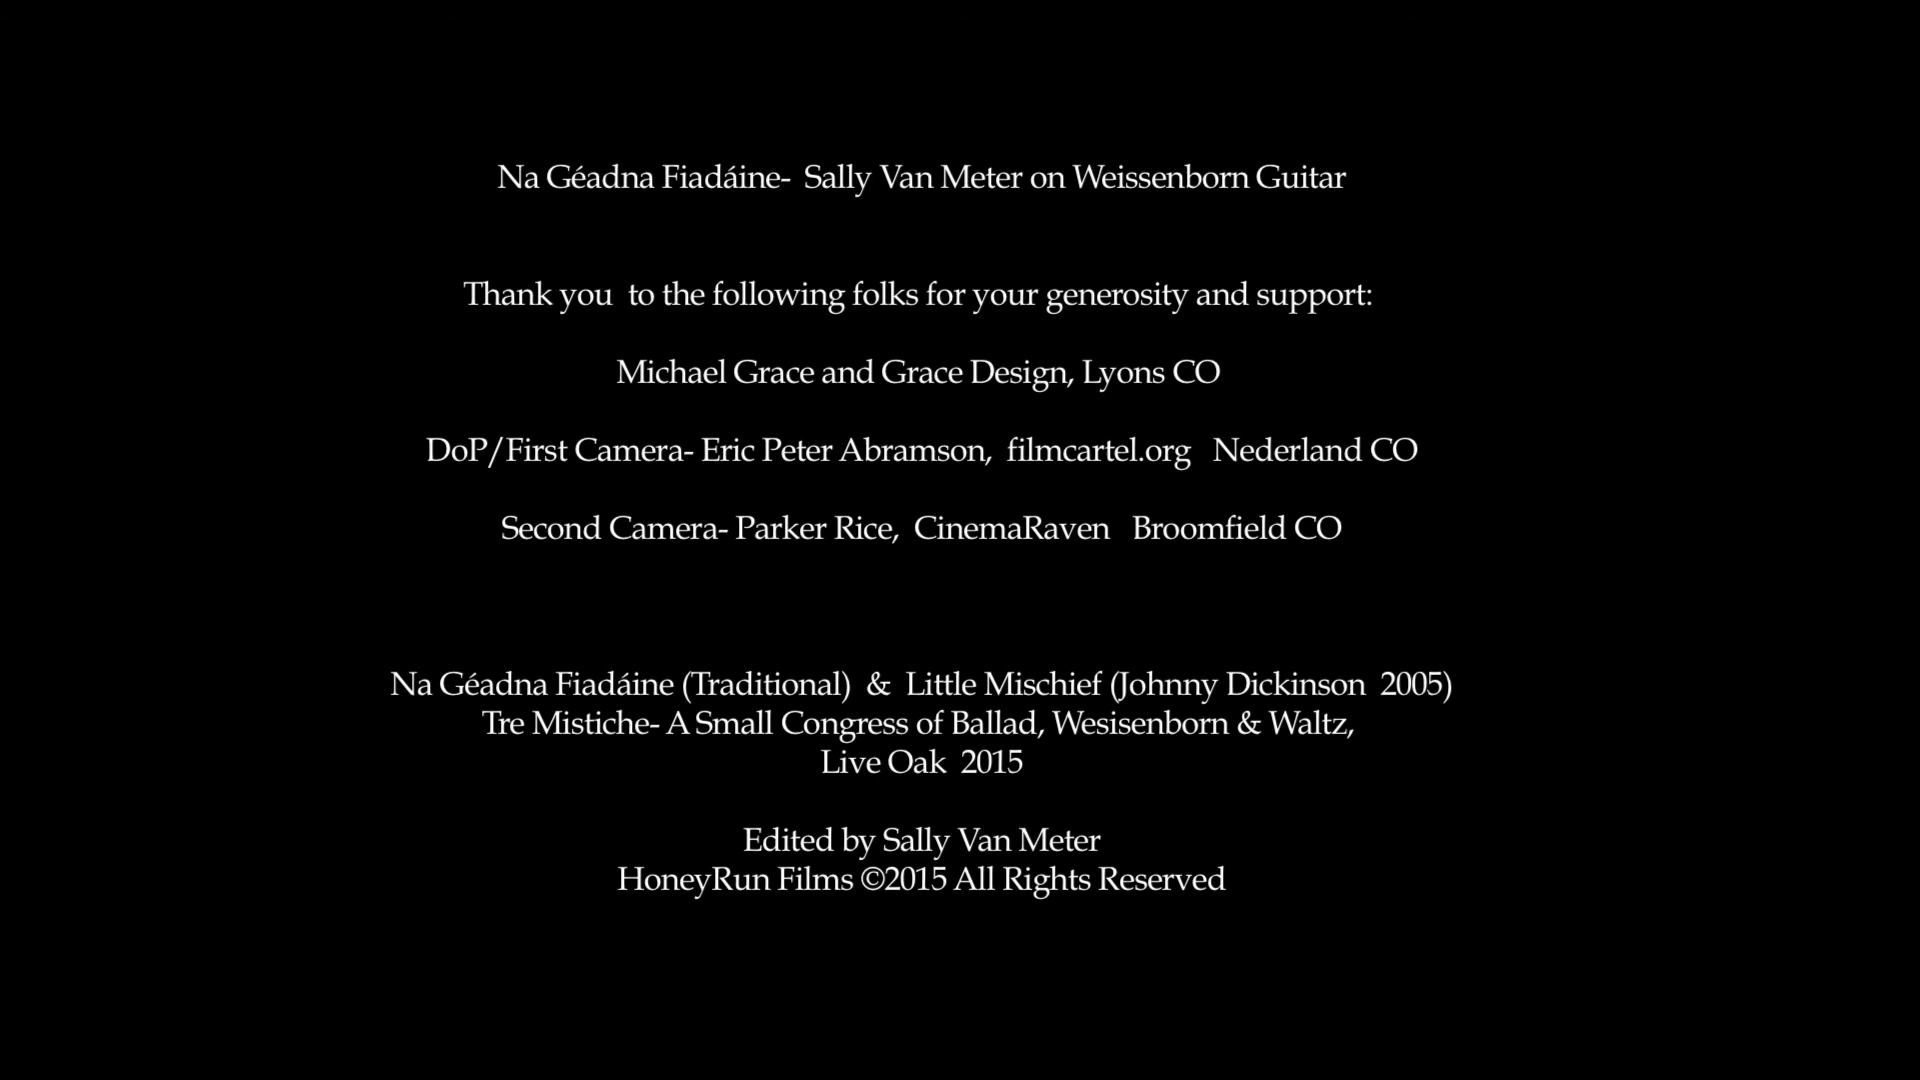 Na Géadna Fiadáine-  Sally Van Meter on Weissenborn Guitar
Thank you  to the following folks for your generosity and support:
Michael Grace and Grace Design, Lyons CO
DoP/First Camera- Eric Peter Abramson,  filmcartel.org   Nederland CO
Second Camera- Parker Rice,  CinemaRaven   Broomfield CO
Na Géadna Fiadáine (Traditional)  &  Little Mischief (Johnny Dickinson  2005)
Tre Mistiche- A Small Congress of Ballad, Wesisenborn & Waltz,
Live Oak  2015
Edited by Sally Van Meter
HoneyRun Films ©2015 All Rights Reserved